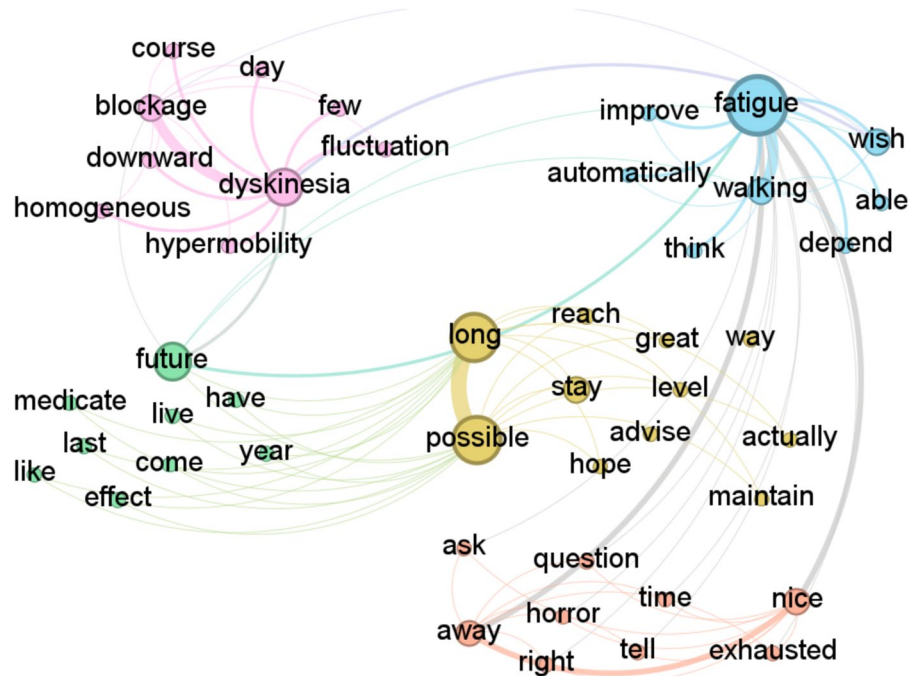 course
day
blockage
few
fatigue
improve
wish
downward
fluctuation
dyskinesia
automatically
walking
able
homogeneous
hypermobility
think
depend
reach
long
great
way
future
stay
level
medicate
live
have
possible
advise
actually
last
come
year
hope
like
effect
maintain
ask
question
time
nice
horror
away
tell
exhausted
right